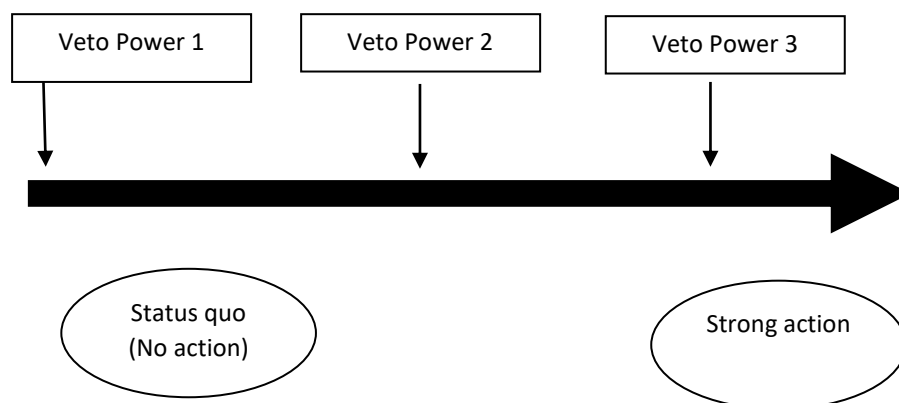 Veto Power 1
Veto Power 2
Veto Power 3
Status quo
(No action)
Strong action